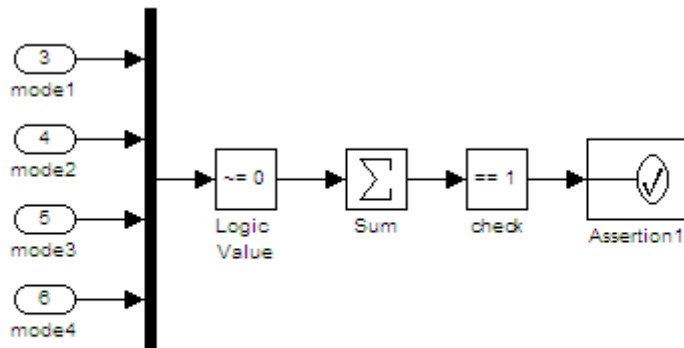 3
mode1
4
mode2
5
mode3
6
mode4
~= 0
Logic
Value
Σ
Sum
== 1
check
Assertion1